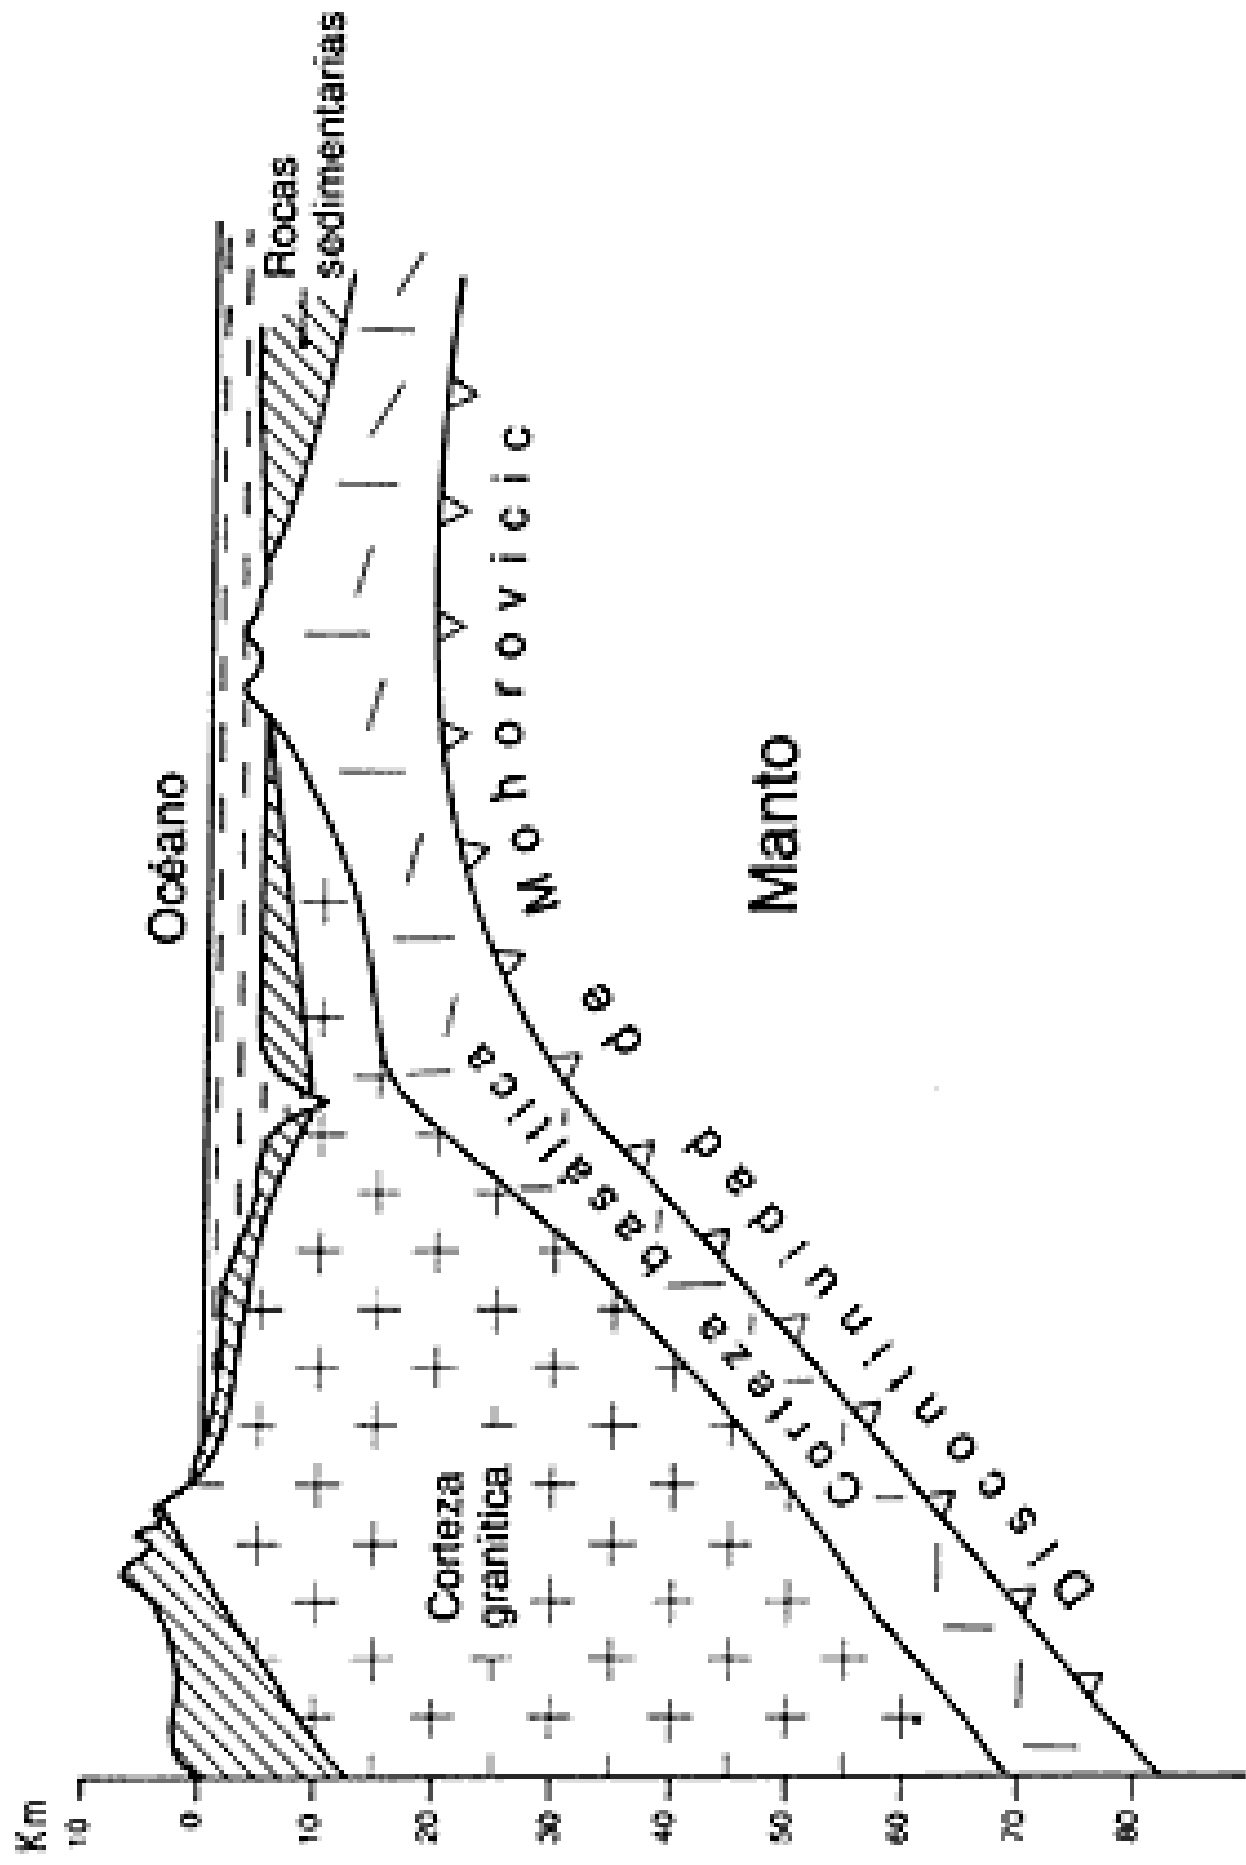 Km
10
0
10
20
30
40
50
60
70
80
Océano
Rocas
sedimentarias
Corteza
granítica
Corteza basáltica
Discontinuidad de Mohorovicic
Manto